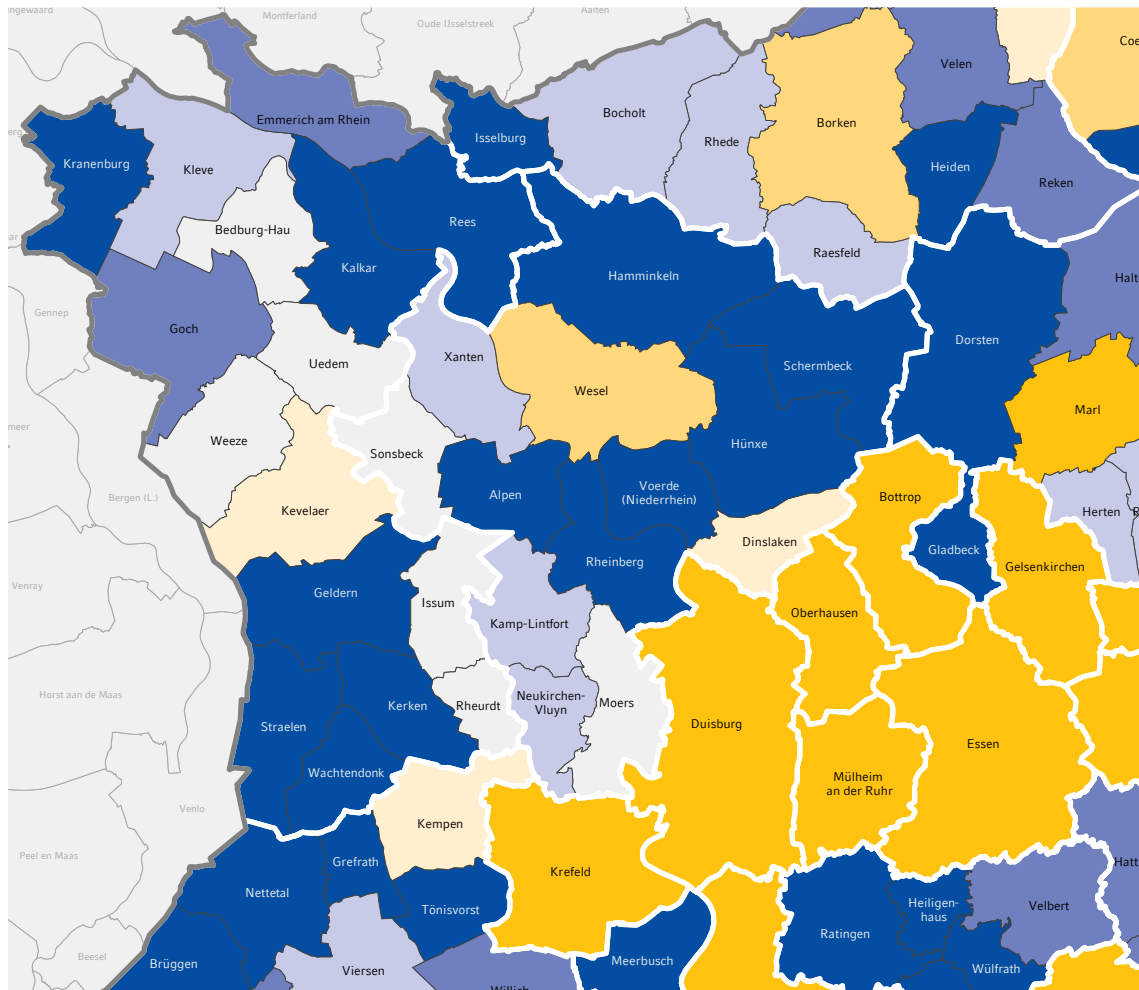 Montferland
Aalten
Oude IJsselstreek
Coe
Velen
Emmerich am Rhein
Bocholt
Borken
Isselburg
Rhede
Kranenburg
Kleve
Heiden
Reken
Rees
Bedburg-Hau
Raesfeld
Kalkar
Hamminkeln
Halt
Gennep
Goch
Dorsten
Xanten
Uedem
Schermbeck
Wesel
Marl
meer
Weeze
Hünxe
Sonsbeck
Voerde
(Niederrhein)
Alpen
Bottrop
Bergen (L.)
Kevelaer
Herten
R
Dinslaken
Gladbeck
Rheinberg
Gelsenkirchen
Venray
Geldern
Issum
Oberhausen
Kamp-Lintfort
Horst aan de Maas
Neukirchen-
Vluyn
Kerken
Rheurdt
Moers
Straelen
Duisburg
Essen
Wachtendonk
Mülheim
an der Ruhr
Venlo
Kempen
Peel en Maas
Grefrath
Hatt
Krefeld
Nettetal
Heiligen-
haus
Velbert
Tönisvorst
Ratingen
Beesel
Brüggen
Meerbusch
Viersen
Wülfrath
Willich